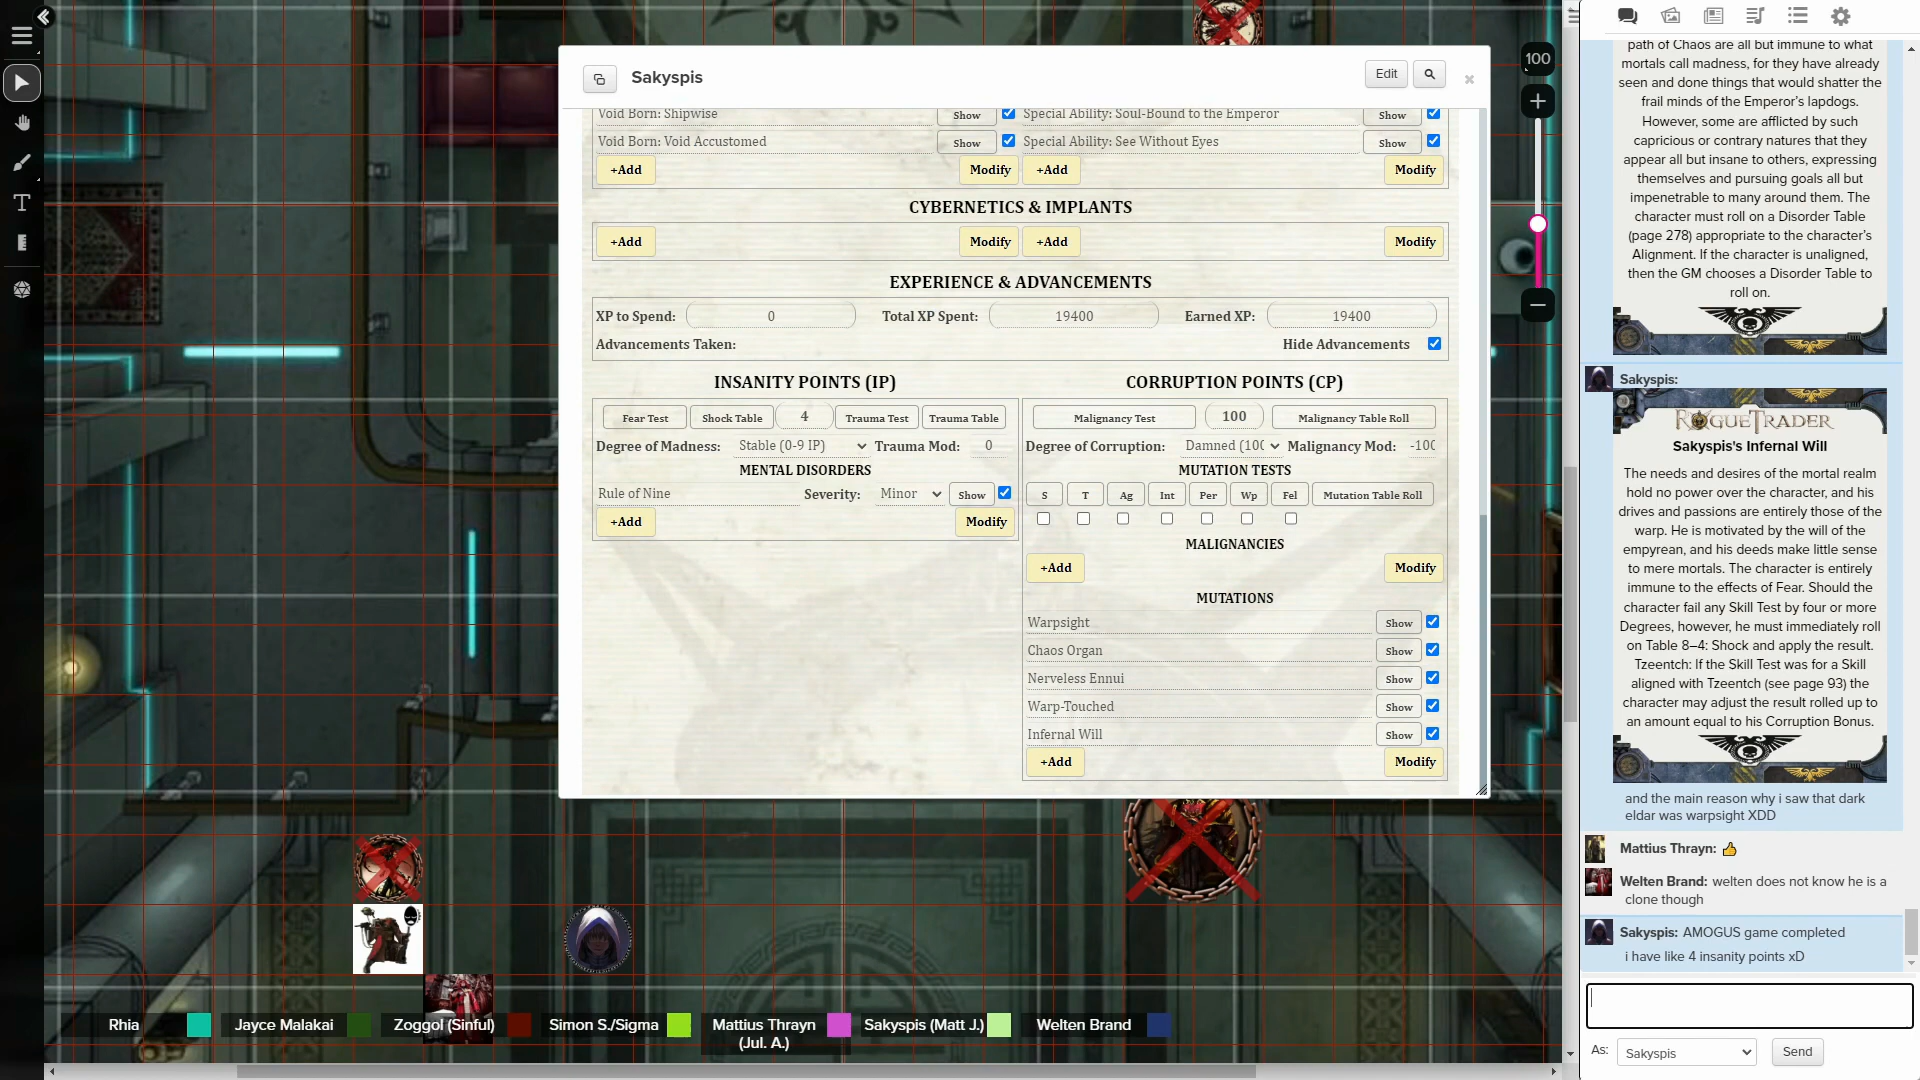 Sakyspis
Edit
Void Born: Shipwise
Show
Special Ability: Soul-Bound to the Emperor
Show
Void Born: Void Accustomed
Show
Special Ability: See Without Eyes
Show
+Add
Modify
+Add
Modify
CYBERNETICS & IMPLANTS
+Add
Modify
+Add
Modify
EXPERIENCE & ADVANCEMENTS
XP to Spend: 0 Total XP Spent: 19400 Earned XP: 19400
Advancements Taken: Hide Advancements
INSANITY POINTS (IP)
Fear Test Shock Table 4 Trauma Test Trauma Table
Degree of Madness: Stable (0-9 IP) Trauma Mod: 0
MENTAL DISORDERS
Rule of Nine Severity: Minor Show
+Add Modify
CORRUPTION POINTS (CP)
Malignancy Test 100 Malignancy Table Roll
Degree of Corruption: Damned (100 Malignancy Mod: -100
MUTATION TESTS
S T Ag Int Per Wp Fel Mutation Table Roll
MALIGNANCIES
+Add Modify
MUTATIONS
Warpsight Show
Chaos Organ Show
Nerveless Ennui Show
Warp-Touched Show
Infernal Will Show
+Add Modify
100
Rhia
Jayce Malakai
Zoggol (Sinful)
Simon S./Sigma
Mattius Thrayn
(Jul. A.)
Sakyspis (Matt J.)
Welten Brand
path of Chaos are all but immune to what
mortals call madness, for they have already
seen and done things that would shatter the
frail minds of the Emperor's lapdogs.
However, some are afflicted by such
capricious or contrary natures that they
appear all but insane to others, expressing
themselves and pursuing goals all but
impenetrable to many around them. The
character must roll on a Disorder Table
(page 278) appropriate to the character's
Alignment. If the character is unaligned,
then the GM chooses a Disorder Table to
roll on.
Sakyspis:
ROGUE TRADER
Sakyspis's Infernal Will
The needs and desires of the mortal realm
hold no power over the character, and his
drives and passions are entirely those of the
warp. He is motivated by the will of the
empyrean, and his deeds make little sense
to mere mortals. The character is entirely
immune to the effects of Fear. Should the
character fail any Skill Test by four or more
Degrees, however, he must immediately roll
on Table 8–4: Shock and apply the result.
Tzeentch: If the Skill Test was for a Skill
aligned with Tzeentch (see page 93) the
character may adjust the result rolled up to
an amount equal to his Corruption Bonus.
and the main reason why i saw that dark
eldar was warpsight XDD
Mattius Thrayn: 👍
Welten Brand: welten does not know he is a
clone though
Sakyspis: AMOGUS game completed
i have like 4 insanity points xD
As: Sakyspis Send